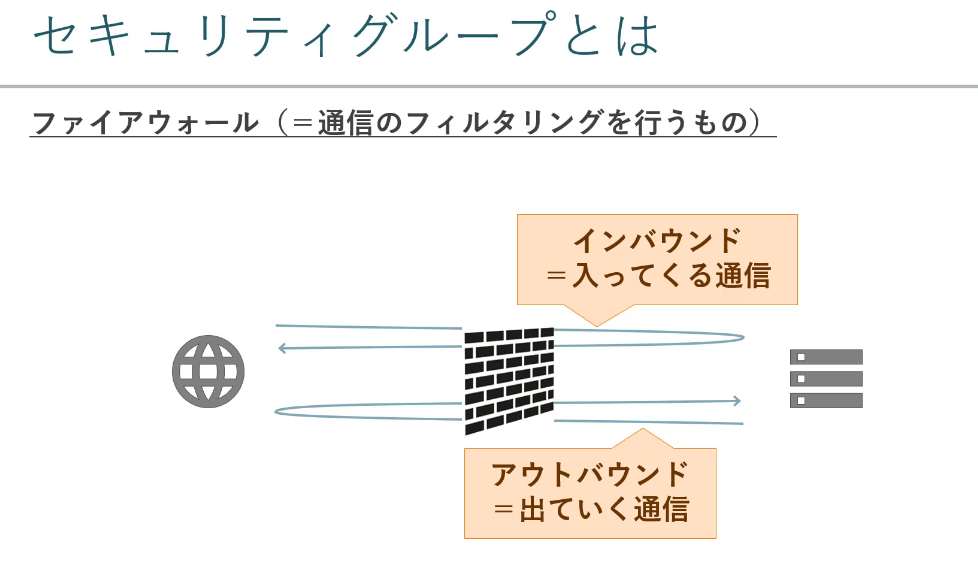 セキュリティグループとは
ファイアウォール（＝通信のフィルタリングを行うもの）
インバウンド
＝入ってくる通信
アウトバウンド
＝出ていく通信